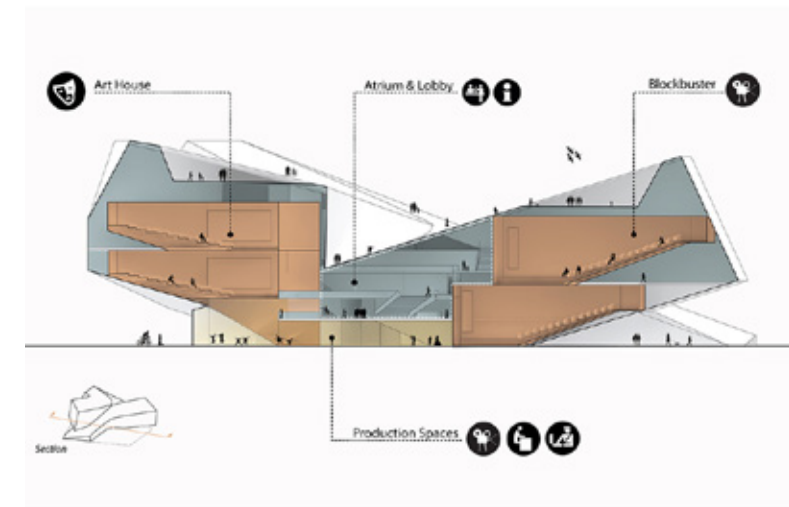 Art House
Atrium & Lobby
Blockbuster
Production Spaces
Section